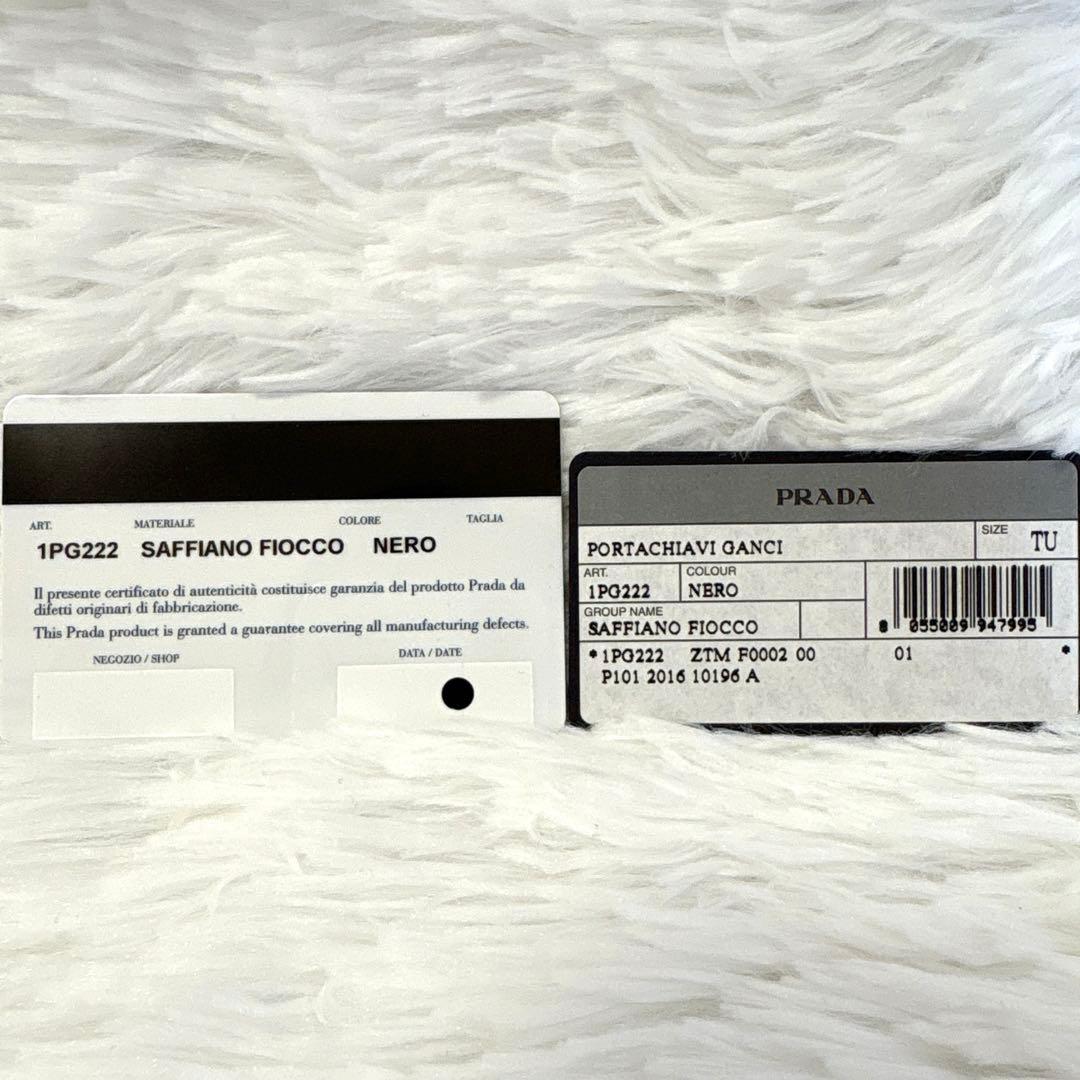 ART. MATERIALE COLORE TAGLIA
1PG222 SAFFIANO FIOCCO NERO
Il presente certificato di autenticità costituisce garanzia del prodotto Prada da
difetti originari di fabbricazione.
This Prada product is granted a guarantee covering all manufacturing defects.
NEGOZIO / SHOP DATA / DATE
PRADA
PORTACHIAVI GANCI SIZE TU
ART. COLOUR
1PG222 NERO
GROUP NAME
SAFFIANO FIOCCO
8 055009 947995
*1PG222 ZTM F0002 00 01 *
P101 2016 10196 A